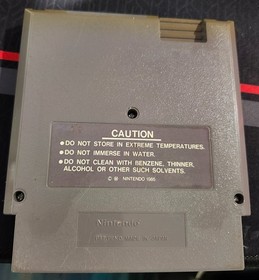 CAUTION
•DO NOT STORE IN EXTREME TEMPERATURES.
•DO NOT IMMERSE IN WATER.
•DO NOT CLEAN WITH BENZENE, THINNER,
ALCOHOL OR OTHER SUCH SOLVENTS.
NINTENDO 1985
Nintendo